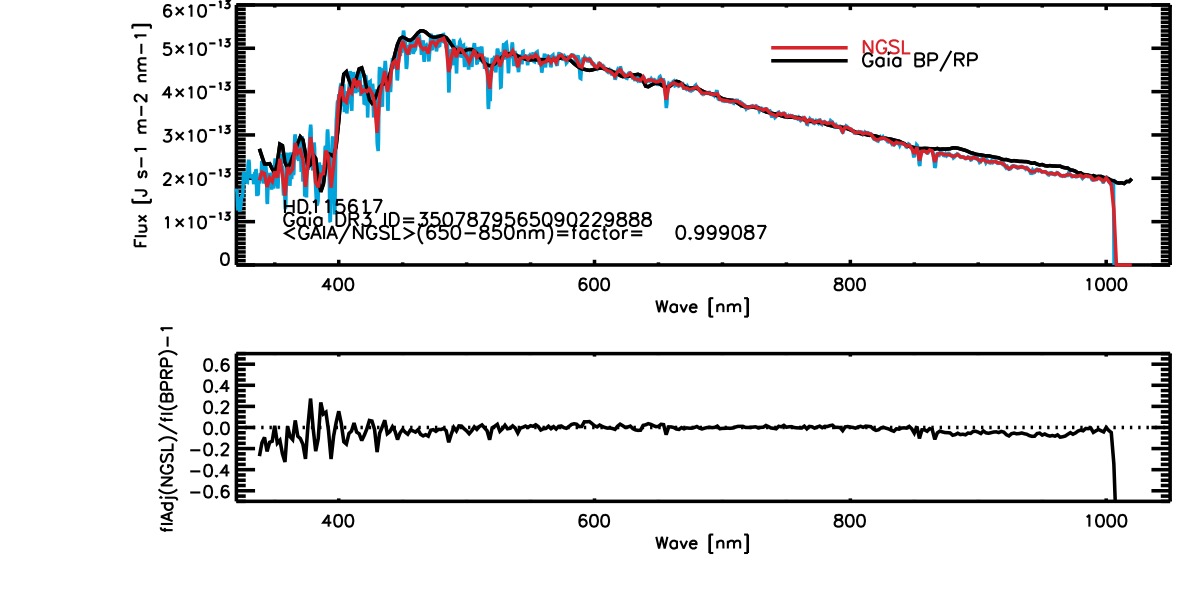 6×10−13
5×10−13
4×10−13
3×10−13
2×10−13
1×10−13
0
Flux [J s−1 m−2 nm−1]
NGSL
Gaia BP/RP
HD115617
Gaia DR3 ID=3507879565090229888
<GAIA/NGSL>(650−850nm)=factor= 0.999087
400 600 800 1000
Wave [nm]
flAdj(NGSL)/fl(BPRP)−1
0.6
0.4
0.2
0.0
−0.2
−0.4
−0.6
400 600 800 1000
Wave [nm]